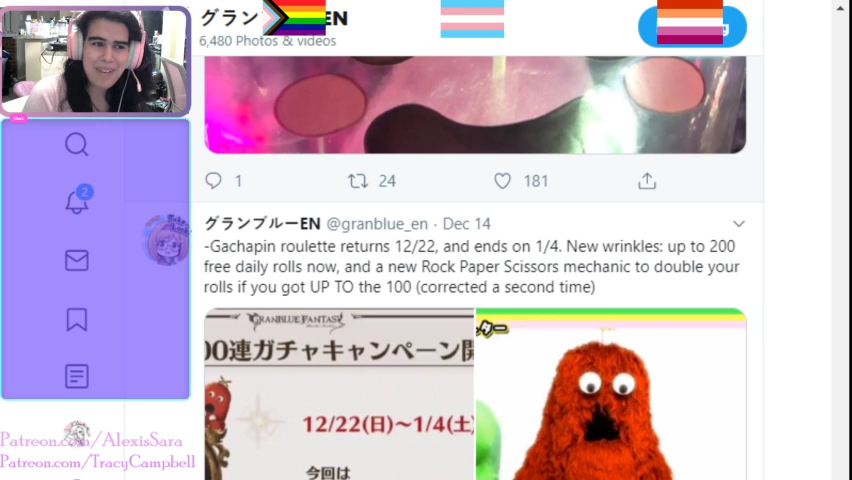 グラン
EN
6,480 Photos & videos
1
24
181
グランブルーEN @granblue_en · Dec 14
-Gachapin roulette returns 12/22, and ends on 1/4. New wrinkles: up to 200
free daily rolls now, and a new Rock Paper Scissors mechanic to double your
rolls if you got UP TO the 100 (corrected a second time)
GRANBLUE FANTASY
00連ガチャキャンペーン開
12/22(日)〜1/4(土)
今回は
ター
2
Patreon.com/AlexisSara
Patreon.com/TracyCampbell